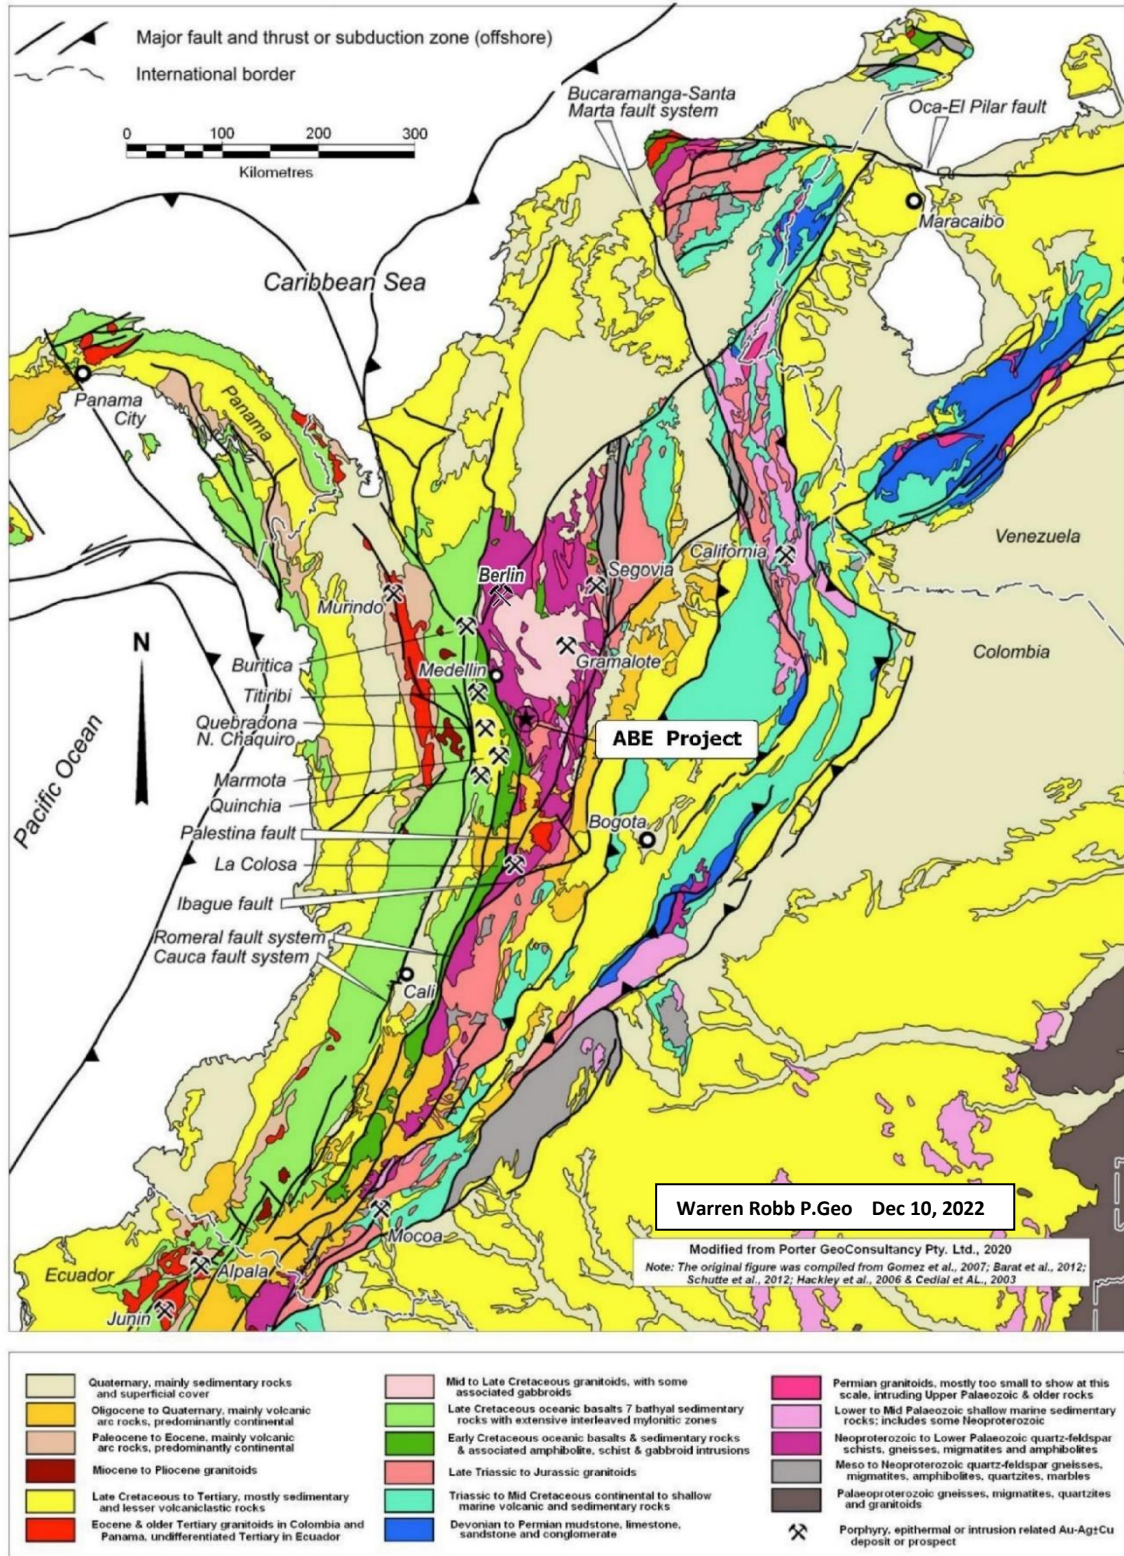 Major fault and thrust or subduction zone (offshore)
International border
0 100 200 300
Kilometres
Bucaramanga-Santa
Marta fault system
Oca-El Pilar fault
Maracaibo
Caribbean Sea
Panama
City
Panama
Venezuela
California
Segovia
Berlin
Murindo
N
Gramalote
Colombia
Buritica
Medellin
Titiribi
Quebradona
N. Chaquiro
ABE Project
Marmota
Quinchia
Pacific Ocean
Palestina fault
Bogota
La Colosa
Ibague fault
Romeral fault system
Cauca fault system
Cali
Warren Robb P.Geo Dec 10, 2022
Mocoa
Modified from Porter GeoConsultancy Pty. Ltd., 2020
Note: The original figure was compiled from Gomez et al., 2007; Barat et al., 2012;
Schutte et al., 2012; Hackley et al., 2006 & Cedial et AL., 2003
Ecuador
Alpala
Junin
Quaternary, mainly sedimentary rocks
and superficial cover
Oligocene to Quaternary, mainly volcanic
arc rocks, predominantly continental
Paleocene to Eocene, mainly volcanic
arc rocks, predominantly continental
Miocene to Pliocene granitoids
Late Cretaceous to Tertiary, mostly sedimentary
and lesser volcaniclastic rocks
Eocene & older Tertiary granitoids in Colombia and
Panama, undifferentiated Tertiary in Ecuador
Mid to Late Cretaceous granitoids, with some
associated gabbroids
Late Cretaceous oceanic basalts 7 bathyal sedimentary
rocks with extensive interleaved mylonitic zones
Early Cretaceous oceanic basalts & sedimentary rocks
& associated amphibolite, schist & gabbroid intrusions
Late Triassic to Jurassic granitoids
Triassic to Mid Cretaceous continental to shallow
marine volcanic and sedimentary rocks
Devonian to Permian mudstone, limestone,
sandstone and conglomerate
Permian granitoids, mostly too small to show at this
scale, intruding Upper Palaeozoic & older rocks
Lower to Mid Palaeozoic shallow marine sedimentary
rocks; includes some Neoproterozoic
Neoproterozoic to Lower Palaeozoic quartz-feldspar
schists, gneisses, migmatites and amphibolites
Meso to Neoproterozoic quartz-feldspar gneisses,
migmatites, amphibolites, quartzites, marbles
Palaeoproterozoic gneisses, migmatites, quartzites
and granitoids
Porphyry, epithermal or intrusion related Au-Ag±Cu
deposit or prospect